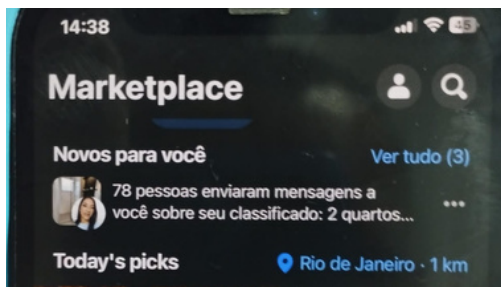 14:38
45
Marketplace
Novos para você
Ver tudo (3)
78 pessoas enviaram mensagens a
você sobre seu classificado: 2 quartos...
Today's picks
Rio de Janeiro · 1 km